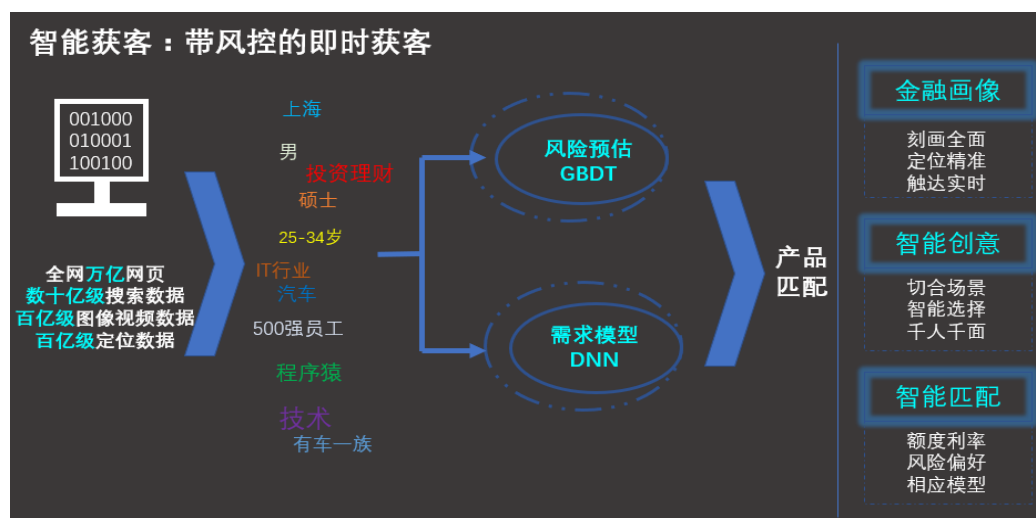 智能获客：带风控的即时获客
001000
010001
100100
全网万亿网页
数十亿级搜索数据
百亿级图像视频数据
百亿级定位数据
上海
男
投资理财
硕士
25-34岁
IT行业
汽车
500强员工
程序猿
技术
有车一族
风险预估
GBDT
需求模型
DNN
产品
匹配
金融画像
刻画全面
定位精准
触达实时
智能创意
切合场景
智能选择
千人千面
智能匹配
额度利率
风险偏好
相应模型